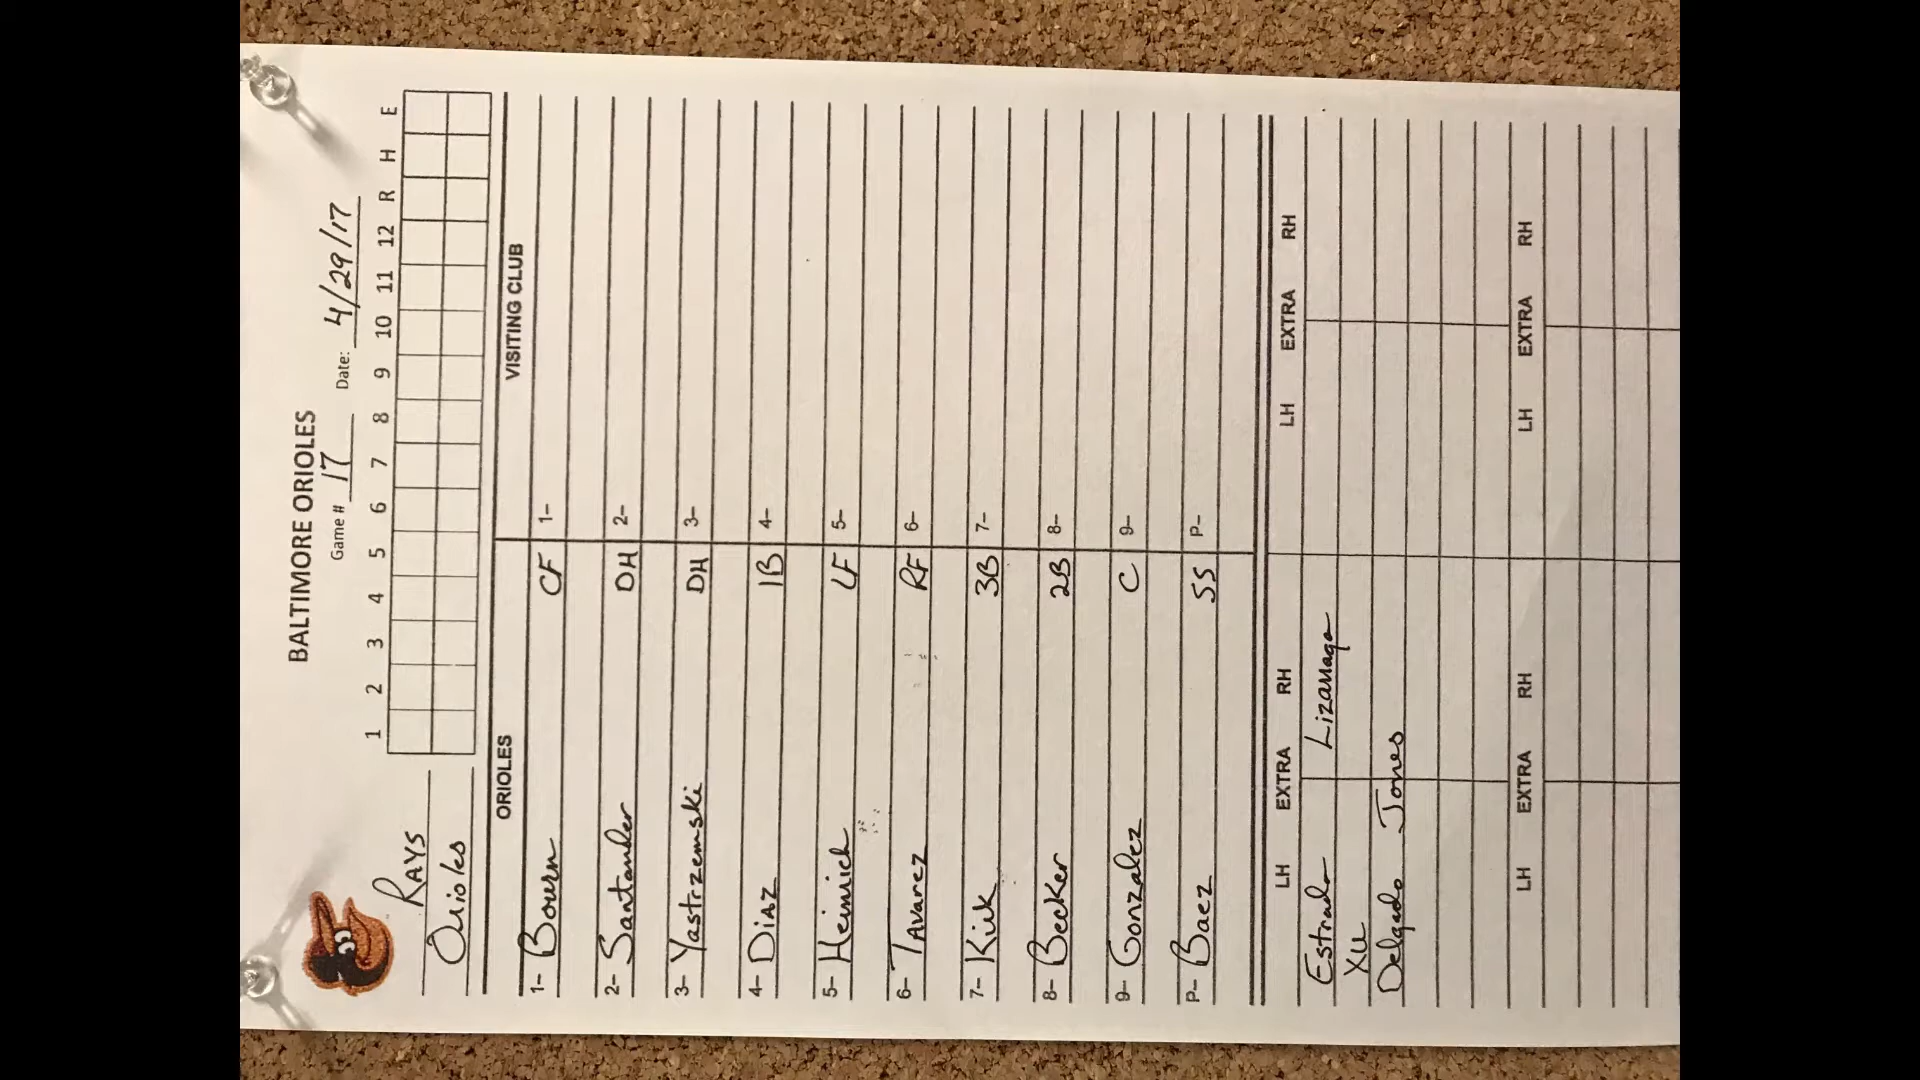 BALTIMORE ORIOLES
Game # 17 Date: 4/29/17
1 2 3 4 5 6 7 8 9 10 11 12 R H E
RAYS
Orioles
ORIOLES VISITING CLUB
1- Bourn CF 1-
2- Santander DH 2-
3- Yastrzemski DH 3-
4- DIAZ 1B 4-
5- Heinrich LF 5-
6- TAVAREZ RF 6-
7- Kirk 3B 7-
8- Becker 2B 8-
9- Gonzalez C 9-
P- Baez SS P-
LH EXTRA RH LH EXTRA RH
Estrada Lizarraga
XU
Delgado Jones
LH EXTRA RH LH EXTRA RH